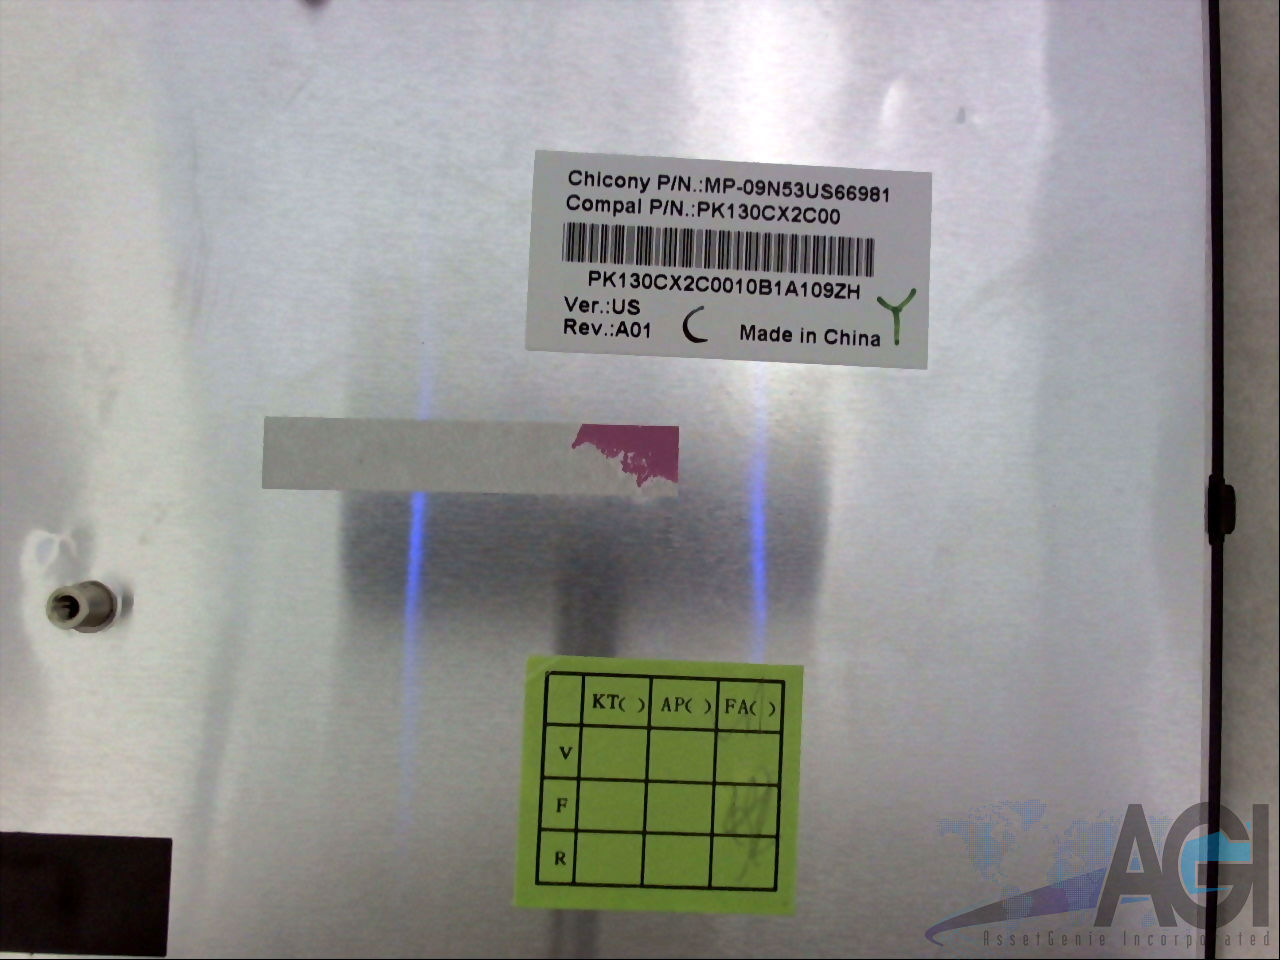 Chicony P/N.:MP-09N53US66981
Compal P/N.:PK130CX2C00
PK130CX2C0010B1A109ZH
Ver.:US
Rev.:A01 C Made in China Y
KT( ) AP( ) FA( )
V
F
R
AGI
AssetGenie Incorporated